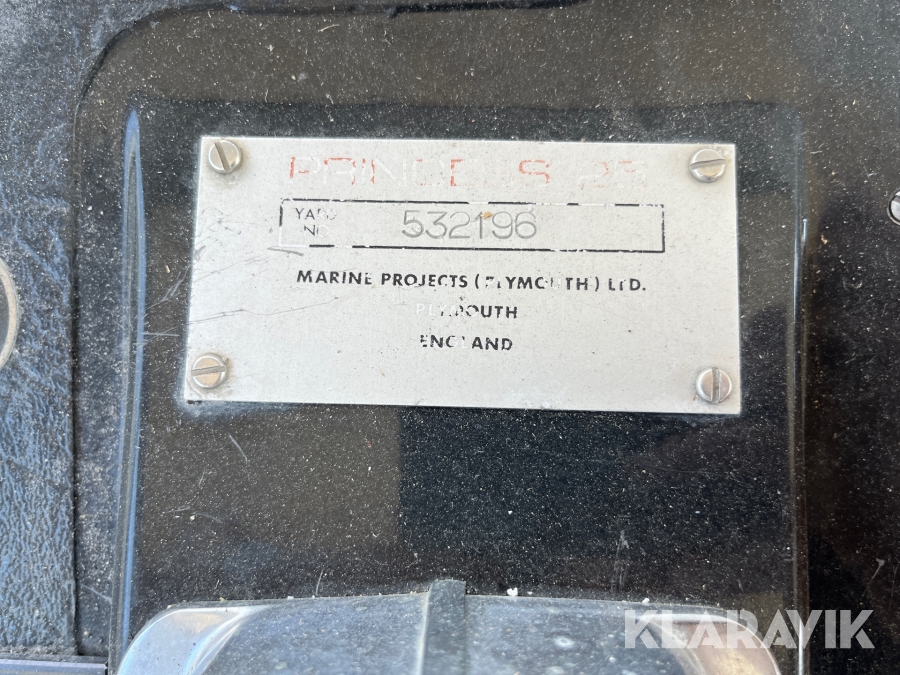 PRINCESS 25
YARD
NO
532196
MARINE PROJECTS (PLYMOUTH) LTD.
PLYMOUTH
ENGLAND
KLARAVIK